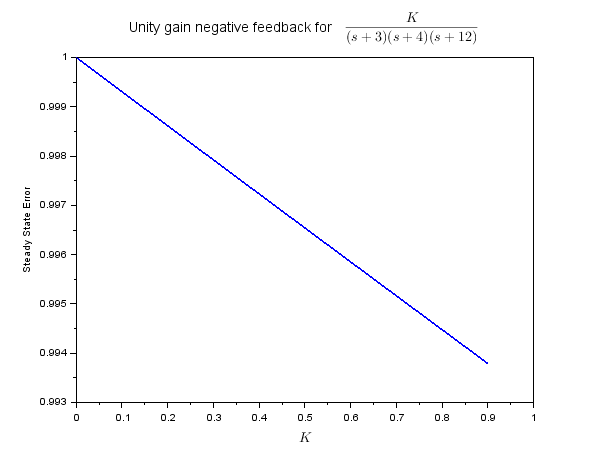 Unity gain negative feedback for K/((s + 3)(s + 4)(s + 12))
Steady State Error
1
0.999
0.998
0.997
0.996
0.995
0.994
0.993
0 0.1 0.2 0.3 0.4 0.5 0.6 0.7 0.8 0.9 1
K